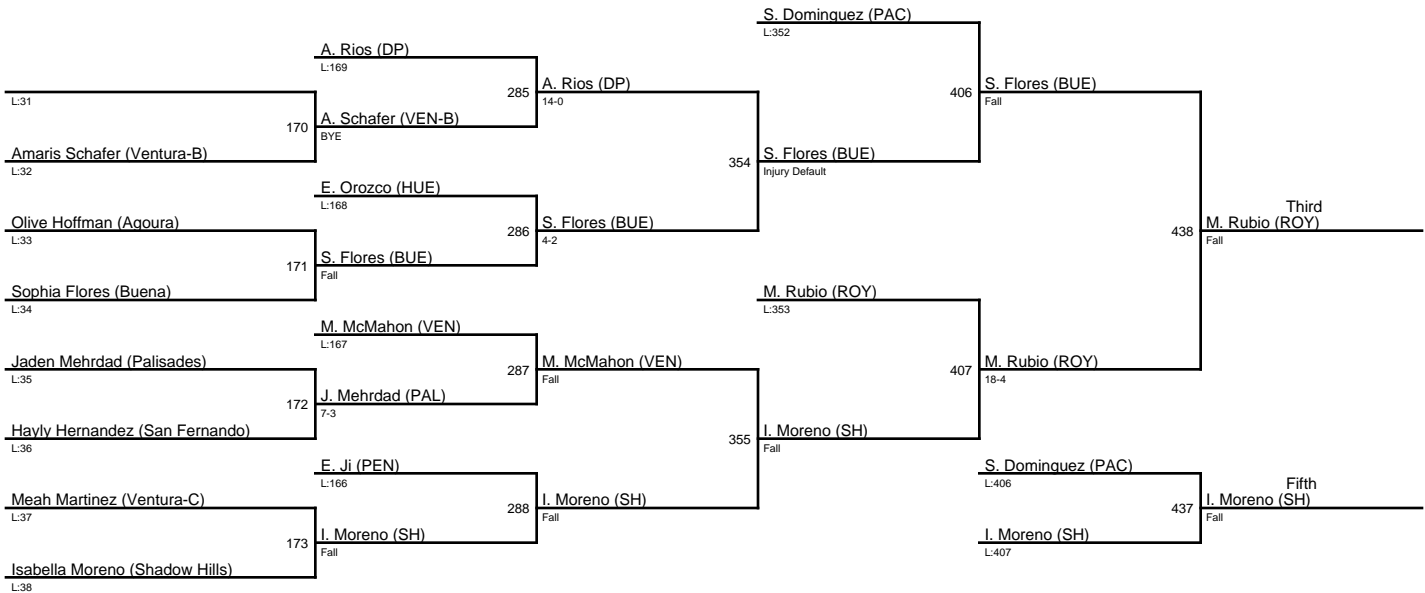 S. Dominguez (PAC)
L:352
A. Rios (DP)
L:169
285
A. Rios (DP)
14-0
406
S. Flores (BUE)
Fall
L:31
170
A. Schafer (VEN-B)
BYE
Amaris Schafer (Ventura-B)
L:32
354
S. Flores (BUE)
Injury Default
E. Orozco (HUE)
L:168
Olive Hoffman (Agoura)
L:33
286
S. Flores (BUE)
4-2
438
Third
M. Rubio (ROY)
Fall
171
S. Flores (BUE)
Fall
Sophia Flores (Buena)
L:34
M. Rubio (ROY)
L:353
M. McMahon (VEN)
L:167
Jaden Mehrdad (Palisades)
L:35
287
M. McMahon (VEN)
Fall
407
M. Rubio (ROY)
18-4
172
J. Mehrdad (PAL)
7-3
Hayly Hernandez (San Fernando)
L:36
355
I. Moreno (SH)
Fall
E. Ji (PEN)
L:166
S. Dominguez (PAC)
L:406
Meah Martinez (Ventura-C)
L:37
288
I. Moreno (SH)
Fall
437
Fifth
I. Moreno (SH)
Fall
173
I. Moreno (SH)
Fall
I. Moreno (SH)
L:407
Isabella Moreno (Shadow Hills)
L:38